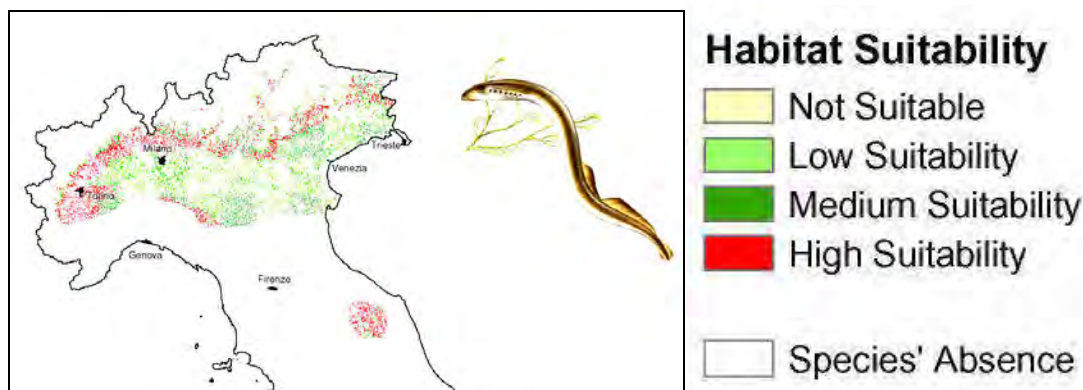 Milano
Trieste
Venezia
Torino
Genova
Firenze
Habitat Suitability
Not Suitable
Low Suitability
Medium Suitability
High Suitability
Species' Absence